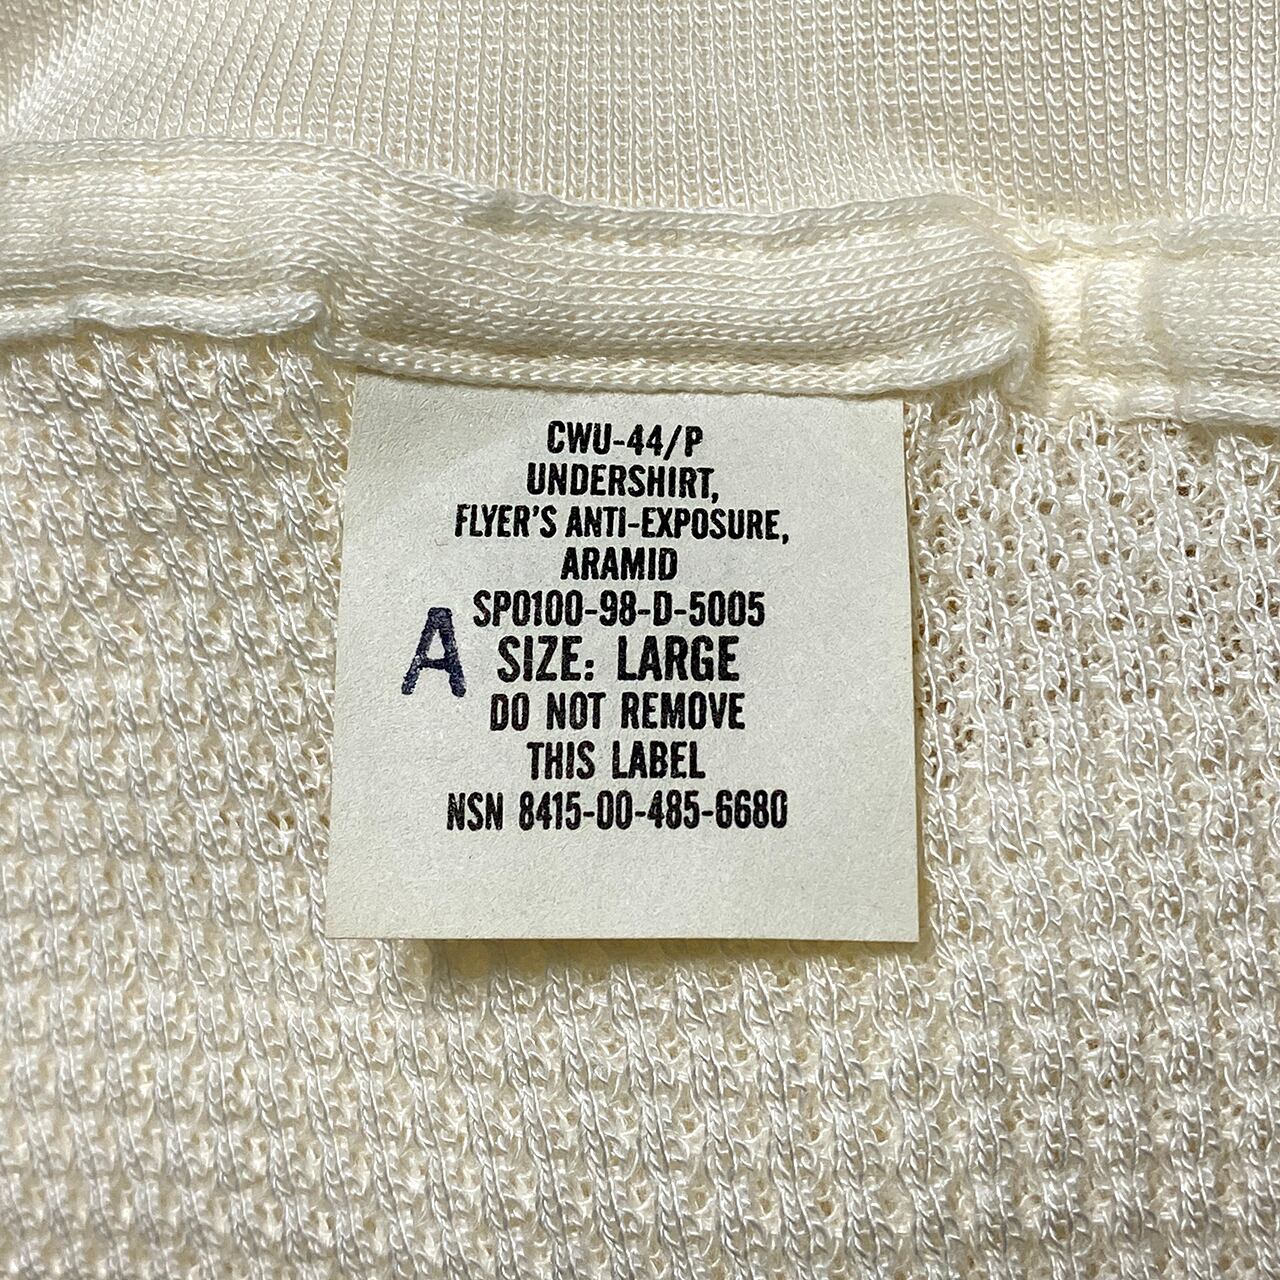 CWU-44/P
UNDERSHIRT,
FLYER'S ANTI-EXPOSURE,
ARAMID
SPO100-98-D-5005
A SIZE: LARGE
DO NOT REMOVE
THIS LABEL
NSN 8415-00-485-6680